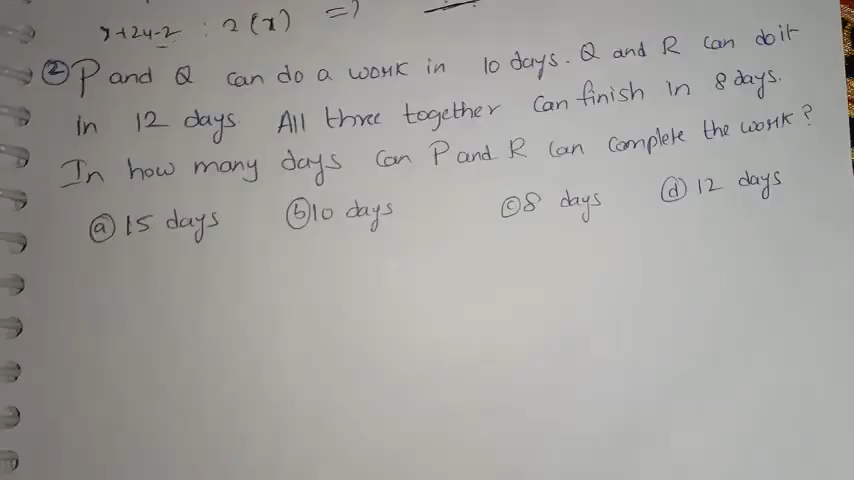 x+24-2 : 2(x) =>
② P and Q can do a work in 10 days. Q and R can do it
in 12 days. All three together can finish in 8 days.
In how many days can P and R can complete the work?
ⓐ 15 days ⓑ 10 days ⓒ 8 days ⓓ 12 days